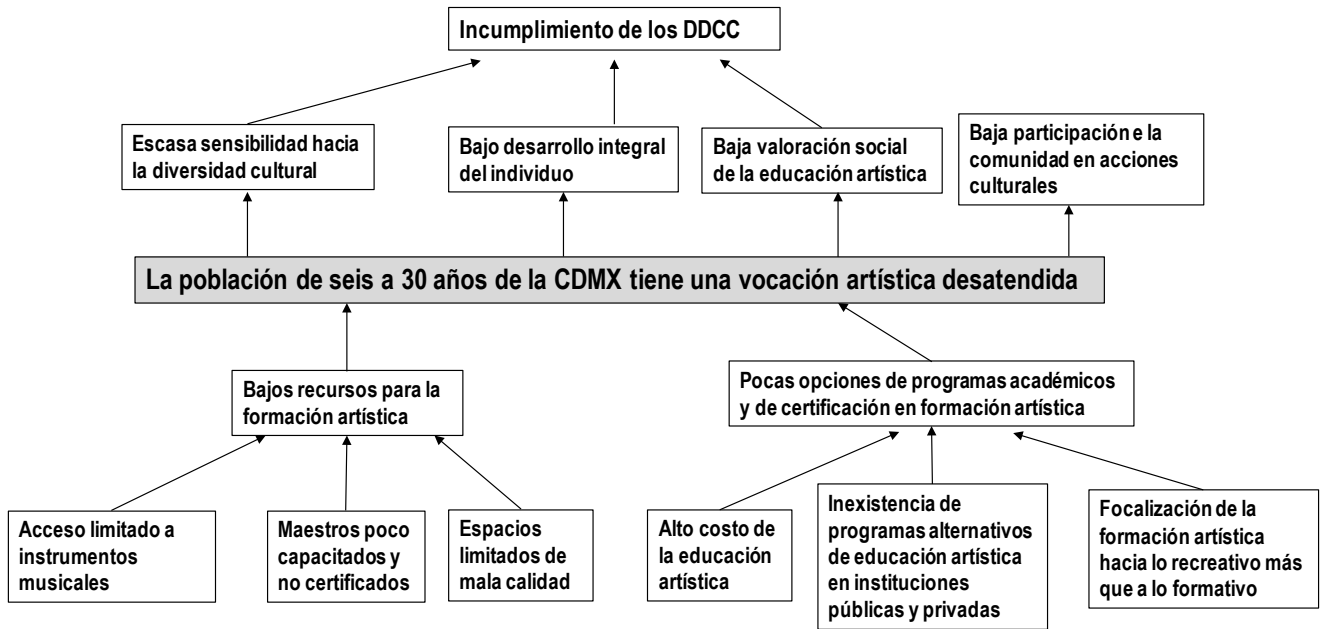 Incumplimiento de los DDCC
Escasa sensibilidad hacia
la diversidad cultural
Bajo desarrollo integral
del individuo
Baja valoración social
de la educación artística
Baja participación e la
comunidad en acciones
culturales
La población de seis a 30 años de la CDMX tiene una vocación artística desatendida
Bajos recursos para la
formación artística
Pocas opciones de programas académicos
y de certificación en formación artística
Acceso limitado a
instrumentos
musicales
Maestros poco
capacitados y
no certificados
Espacios
limitados de
mala calidad
Alto costo de
la educación
artística
Inexistencia de
programas alternativos
de educación artística
en instituciones
públicas y privadas
Focalización de la
formación artística
hacia lo recreativo más
que a lo formativo